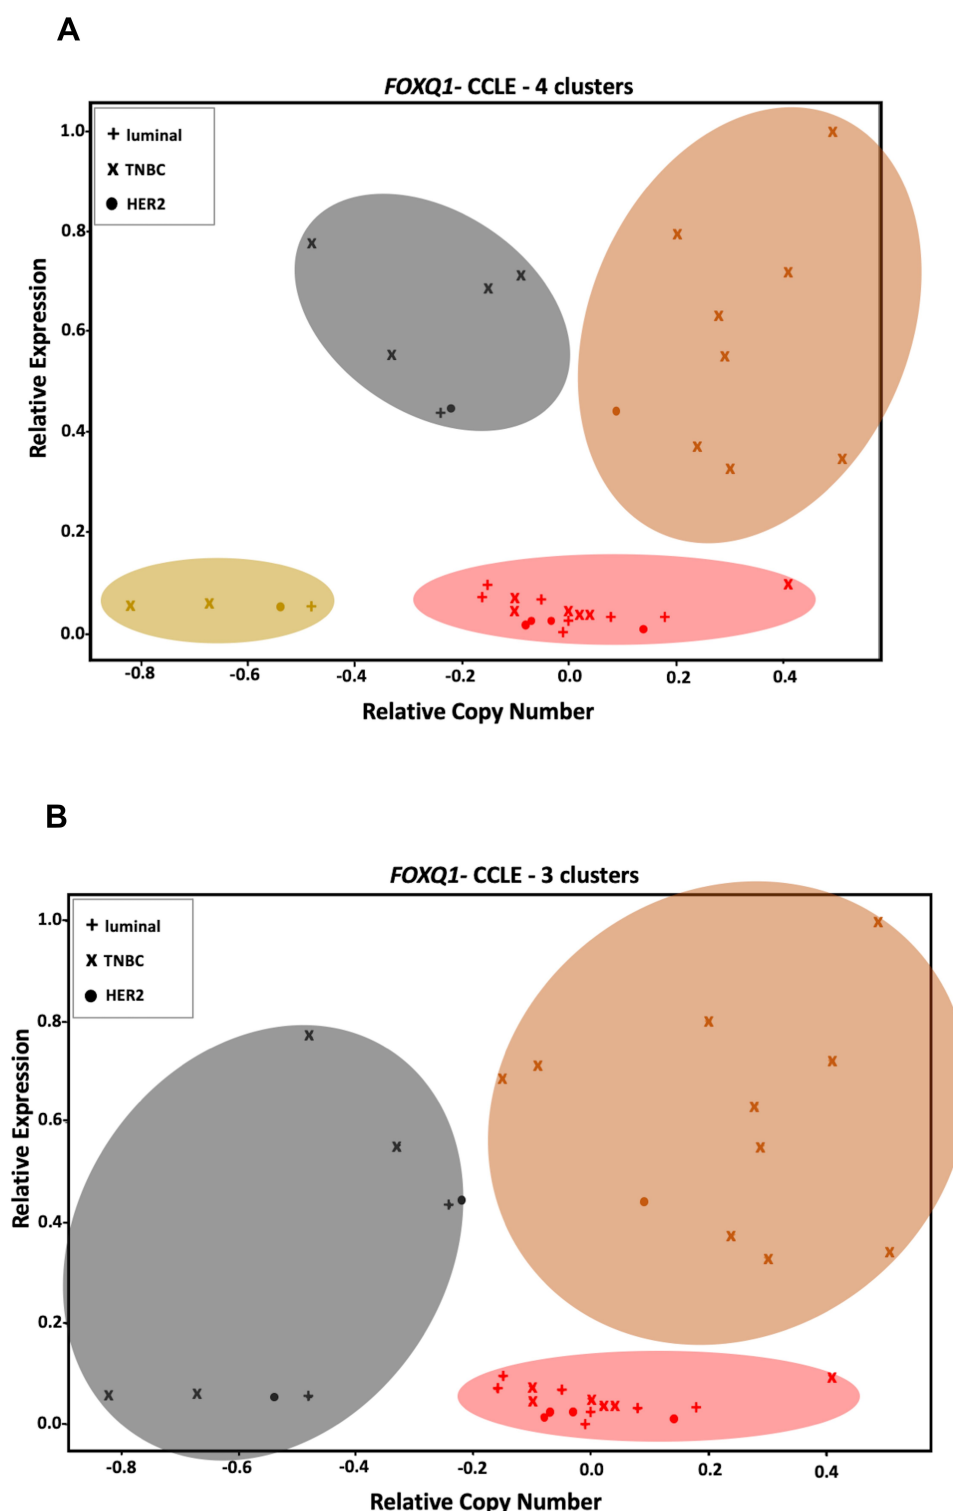 A
FOXQ1- CCLE - 4 clusters
luminal
TNBC
HER2
1.0
0.8
0.6
0.4
0.2
0.0
Relative Expression
-0.8 -0.6 -0.4 -0.2 0.0 0.2 0.4
Relative Copy Number
B
FOXQ1- CCLE - 3 clusters
luminal
TNBC
HER2
1.0
0.8
0.6
0.4
0.2
0.0
Relative Expression
-0.8 -0.6 -0.4 -0.2 0.0 0.2 0.4
Relative Copy Number